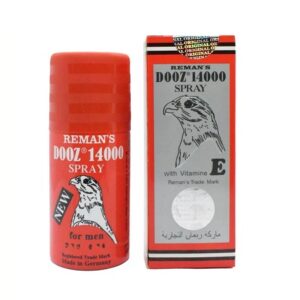 REMAN'S
DOOZ® 14000
SPRAY
NEW
for men
Registered Trade Mark
Made in Germany
ORIGINAL
REMAN'S
DOOZ® 14000
SPRAY
with Vitamine E
Reman's Trade Mark
ماركة ريمان التجارية